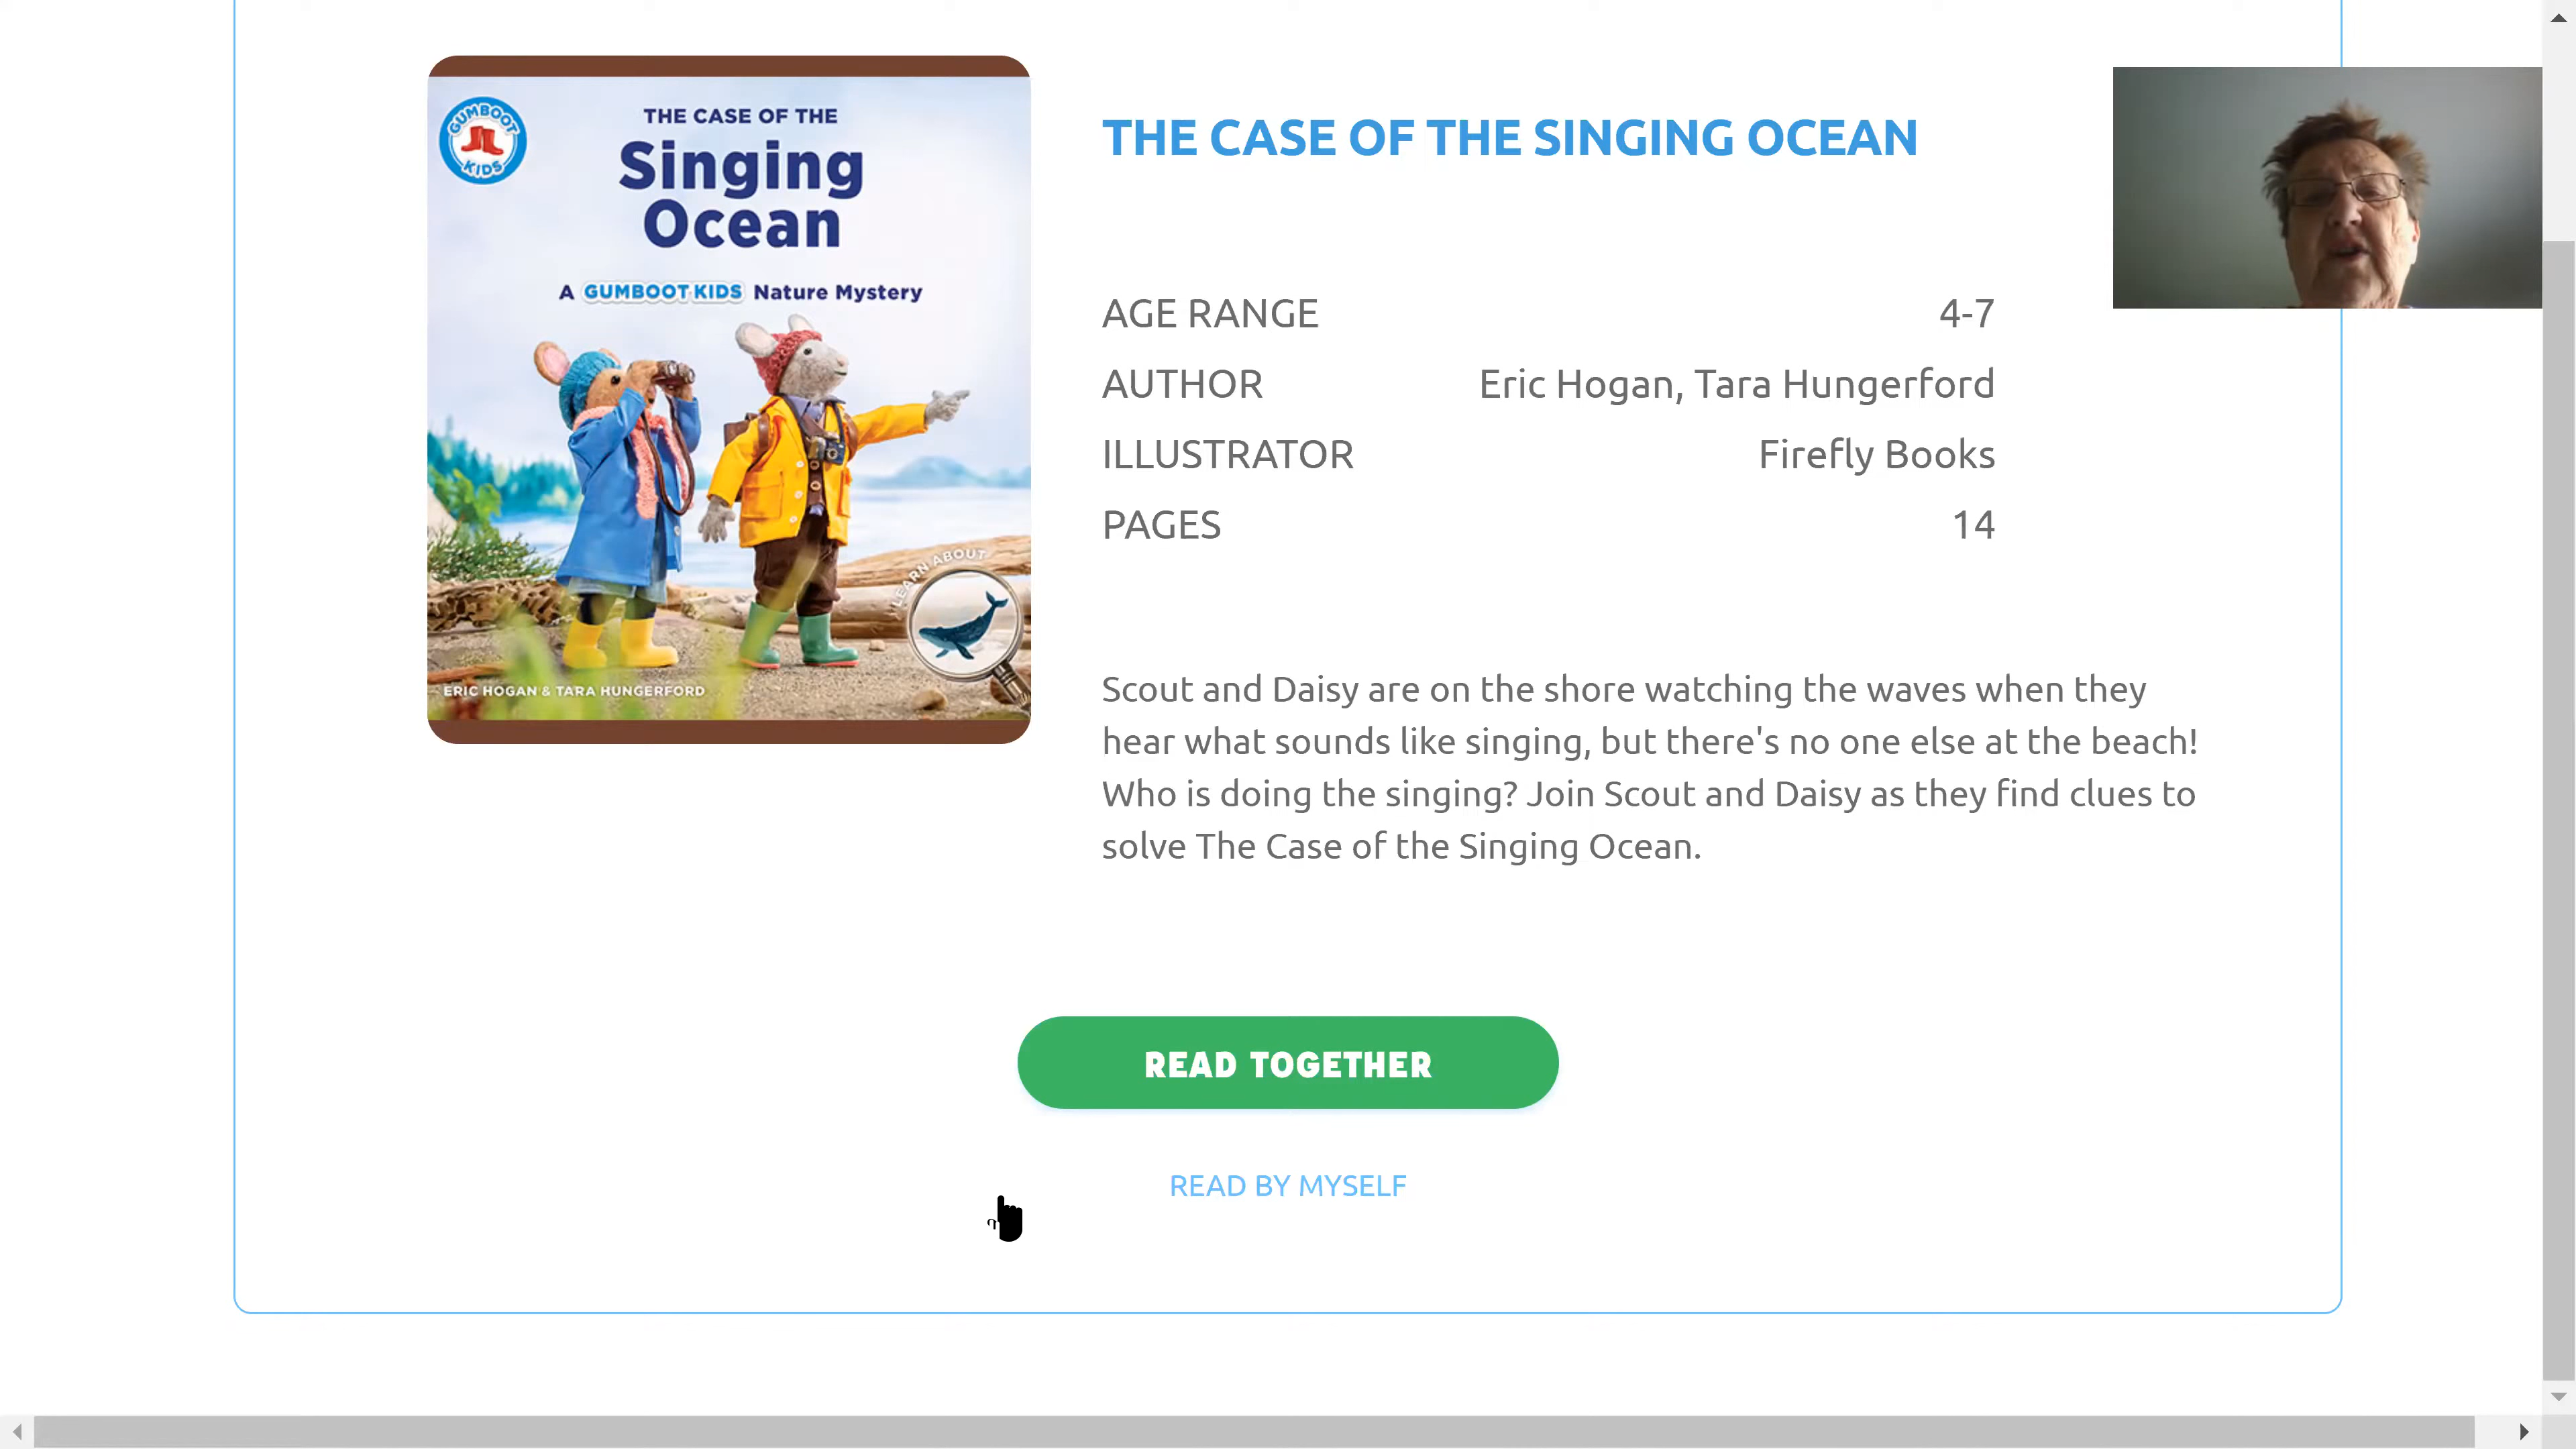 GUMBOOT
KIDS
THE CASE OF THE
Singing
Ocean
A GUMBOOT KIDS Nature Mystery
LEARN ABOUT
ERIC HOGAN & TARA HUNGERFORD
THE CASE OF THE SINGING OCEAN
AGE RANGE 4-7
AUTHOR Eric Hogan, Tara Hungerford
ILLUSTRATOR Firefly Books
PAGES 14
Scout and Daisy are on the shore watching the waves when they
hear what sounds like singing, but there's no one else at the beach!
Who is doing the singing? Join Scout and Daisy as they find clues to
solve The Case of the Singing Ocean.
READ TOGETHER
READ BY MYSELF